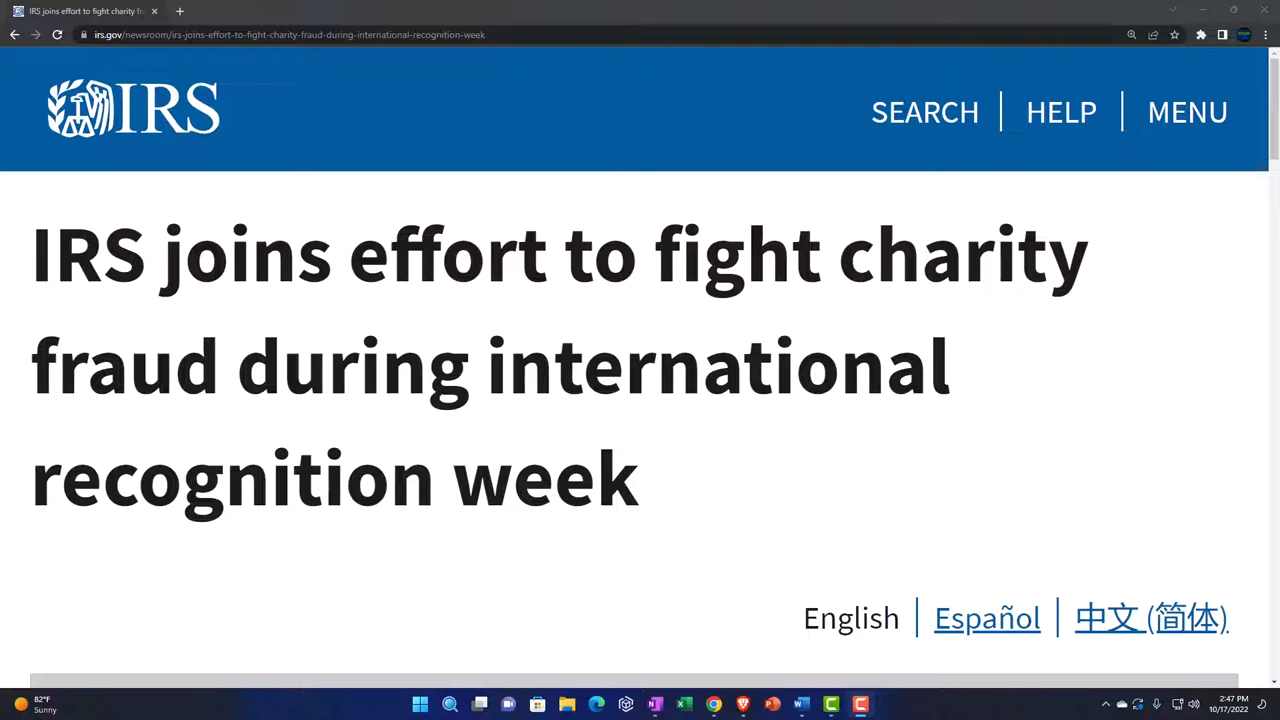 IRS joins effort to fight charity fra
irs.gov/newsroom/irs-joins-effort-to-fight-charity-fraud-during-international-recognition-week
IRS
SEARCH HELP MENU
IRS joins effort to fight charity
fraud during international
recognition week
English Español 中文 (简体)
82°F
Sunny
2:47 PM
10/17/2022